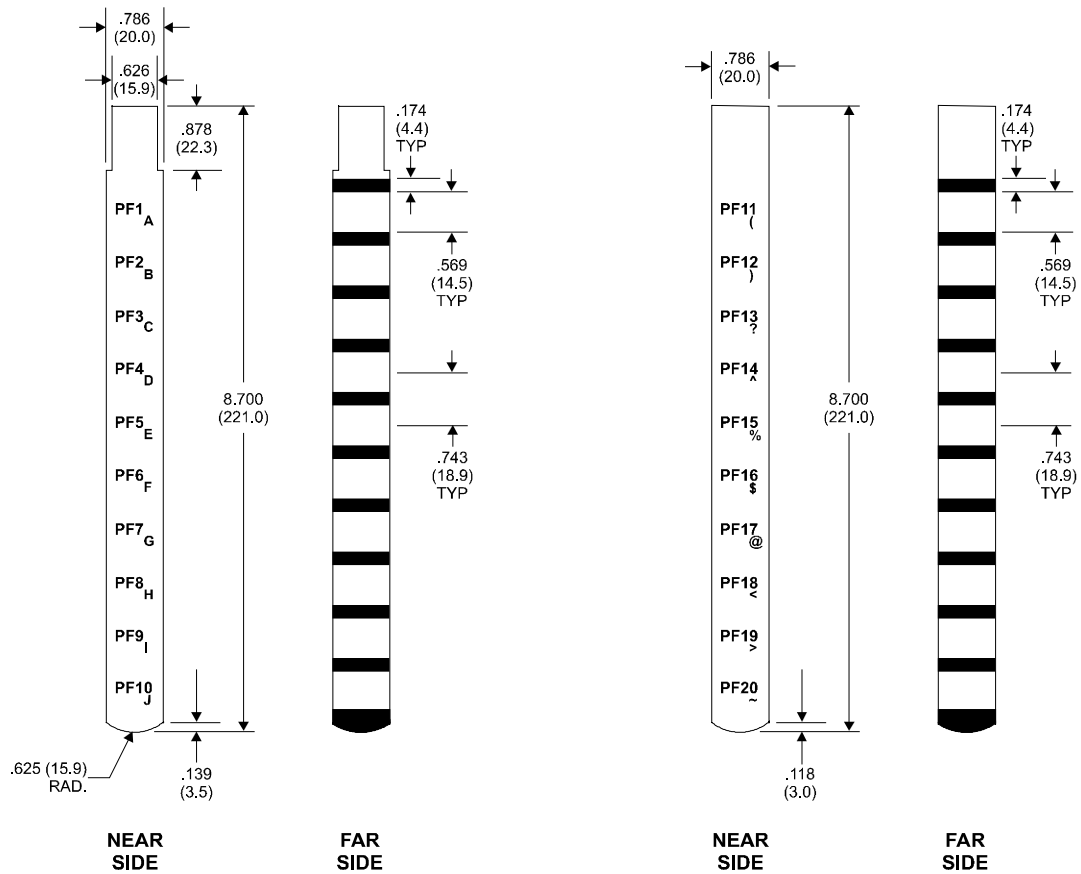 .786
(20.0)
.626
(15.9)
.878
(22.3)
8.700
(221.0)
PF1 A
PF2 B
PF3 C
PF4 D
PF5 E
PF6 F
PF7 G
PF8 H
PF9 I
PF10 J
.625 (15.9)
RAD.
.139
(3.5)
NEAR
SIDE
.174
(4.4)
TYP
.569
(14.5)
TYP
.743
(18.9)
TYP
FAR
SIDE
.786
(20.0)
8.700
(221.0)
PF11 (
PF12 )
PF13 ?
PF14 ^
PF15 %
PF16 $
PF17 @
PF18 <
PF19 >
PF20 ~
.118
(3.0)
NEAR
SIDE
.174
(4.4)
TYP
.569
(14.5)
TYP
.743
(18.9)
TYP
FAR
SIDE